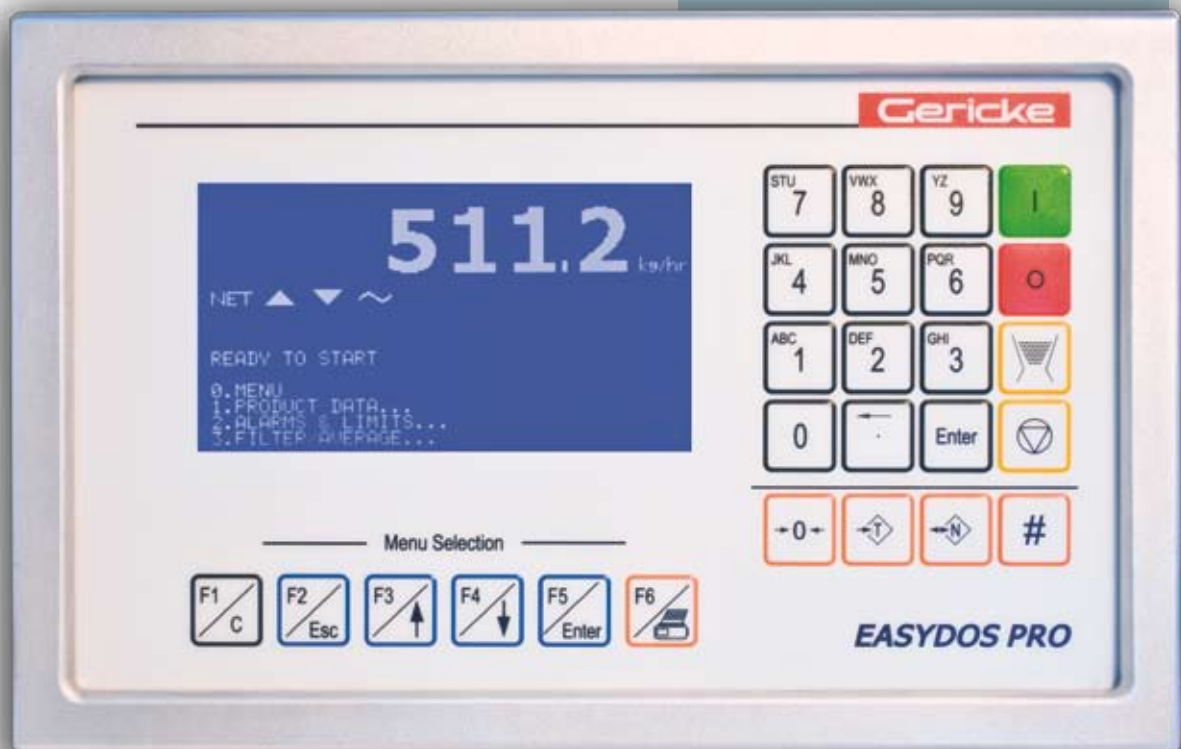 Gericke
511.2 kg/hr
NET
READY TO START
0.MENU
1.PRODUCT DATA...
2.ALARMS & LIMITS...
3.FILTER/AVERAGE...
STU 7
VWX 8
YZ 9
I
JKL 4
MNO 5
PQR 6
O
ABC 1
DEF 2
GHI 3
0
.
Enter
→0←
T
N
#
Menu Selection
F1/C
F2/Esc
F3/↑
F4/↓
F5/Enter
F6
EASYDOS PRO